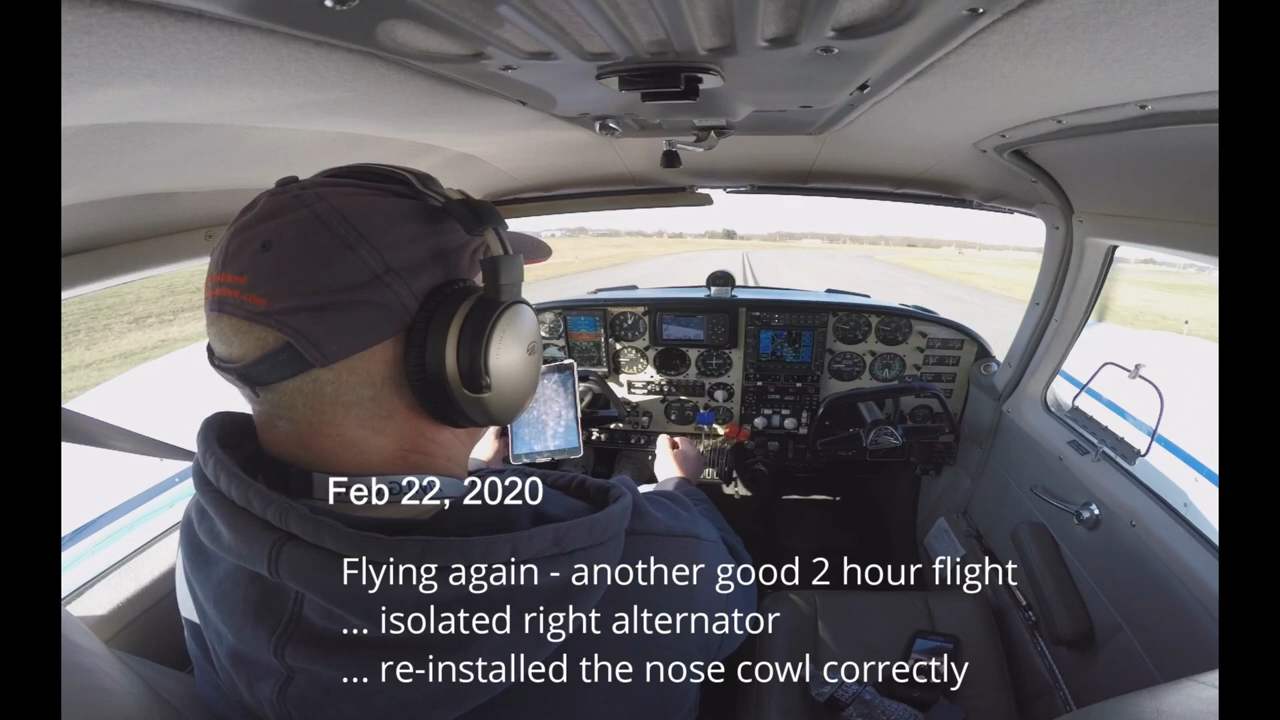 Feb 22, 2020
Flying again - another good 2 hour flight
... isolated right alternator
... re-installed the nose cowl correctly